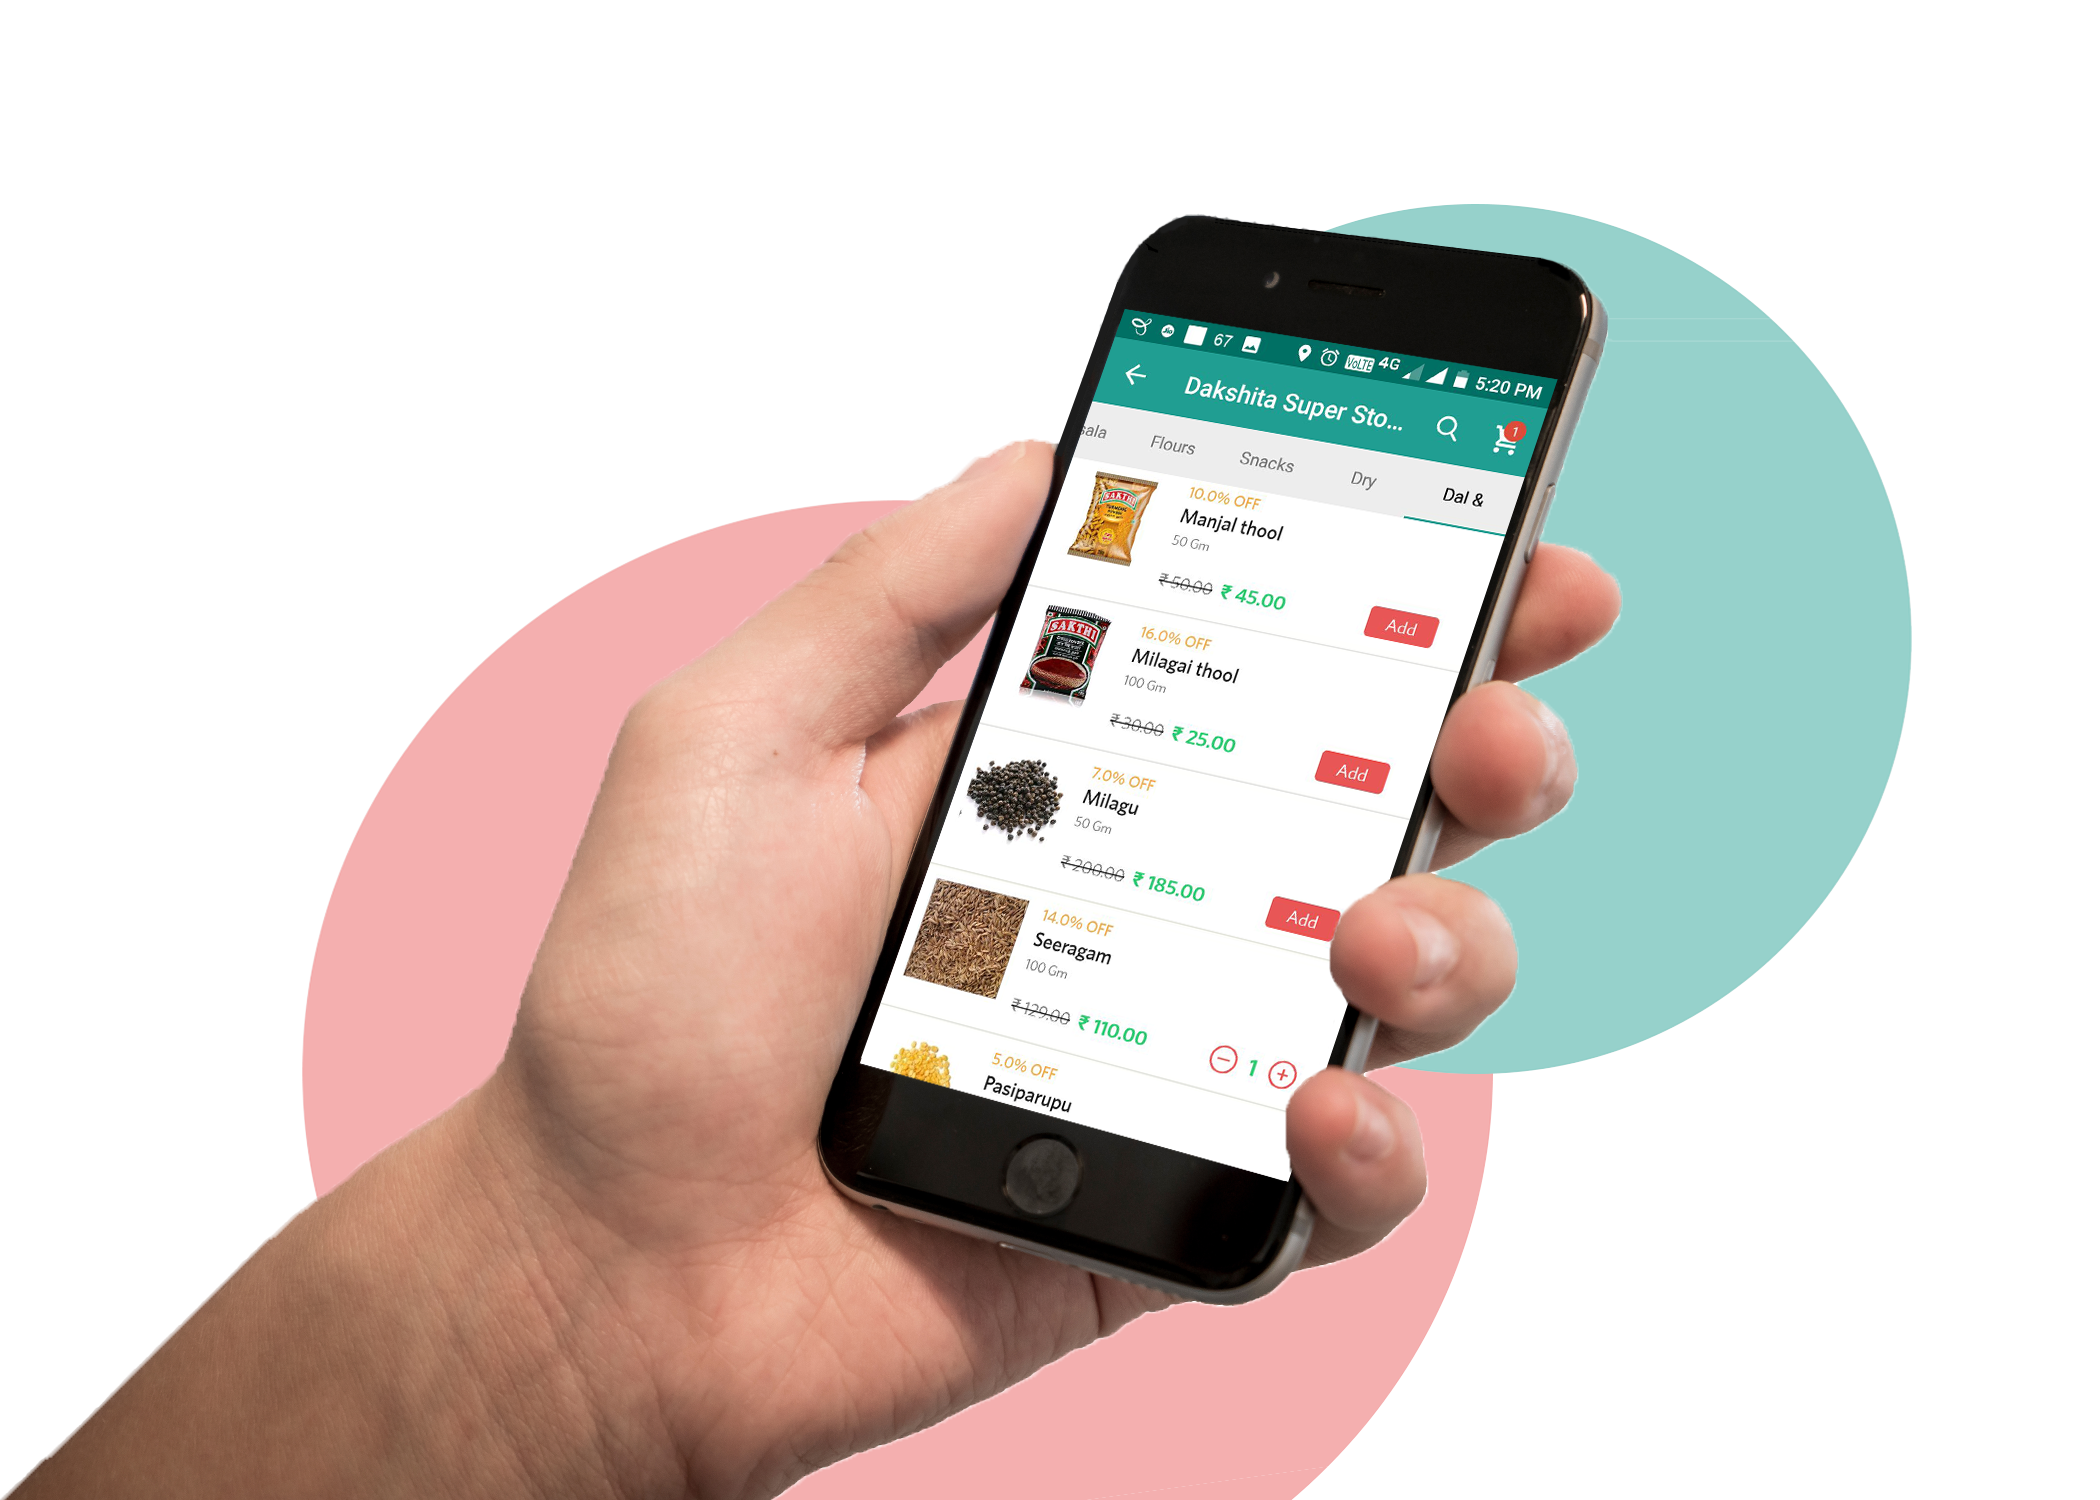 67 VoLTE 4G 5:20 PM
Dakshita Super Sto... 1
sala Flours Snacks Dry Dal &
SAKTHI
10.0% OFF
Manjal thool
50 Gm
₹ 50.00 ₹ 45.00
Add
SAKTHI
16.0% OFF
Milagai thool
100 Gm
₹ 30.00 ₹ 25.00
Add
7.0% OFF
Milagu
50 Gm
₹ 200.00 ₹ 185.00
Add
14.0% OFF
Seeragam
100 Gm
₹ 129.00 ₹ 110.00
1
5.0% OFF
Pasiparupu